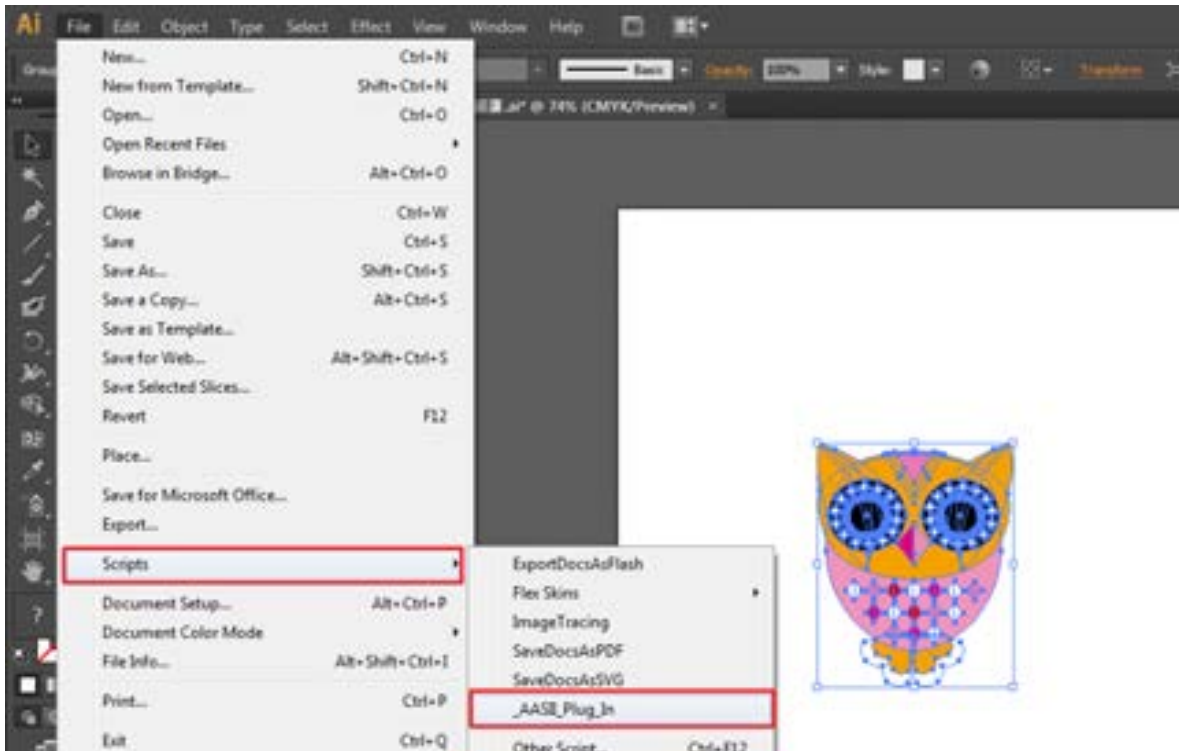 Ai File Edit Object Type Select Effect View Window Help
Basic Opacity: 100% Style: Transform
.ai* @ 74% (CMYK/Preview) ×
New... Ctrl+N
New from Template... Shift+Ctrl+N
Open... Ctrl+O
Open Recent Files
Browse in Bridge... Alt+Ctrl+O
Close Ctrl+W
Save Ctrl+S
Save As... Shift+Ctrl+S
Save a Copy... Alt+Ctrl+S
Save as Template...
Save for Web... Alt+Shift+Ctrl+S
Save Selected Slices...
Revert F12
Place...
Save for Microsoft Office...
Export...
Scripts
Document Setup... Alt+Ctrl+P
Document Color Mode
File Info... Alt+Shift+Ctrl+I
Print... Ctrl+P
Exit Ctrl+Q
ExportDocsAsFlash
Flex Skins
ImageTracing
SaveDocsAsPDF
SaveDocsAsSVG
Other Script... Ctrl+F12